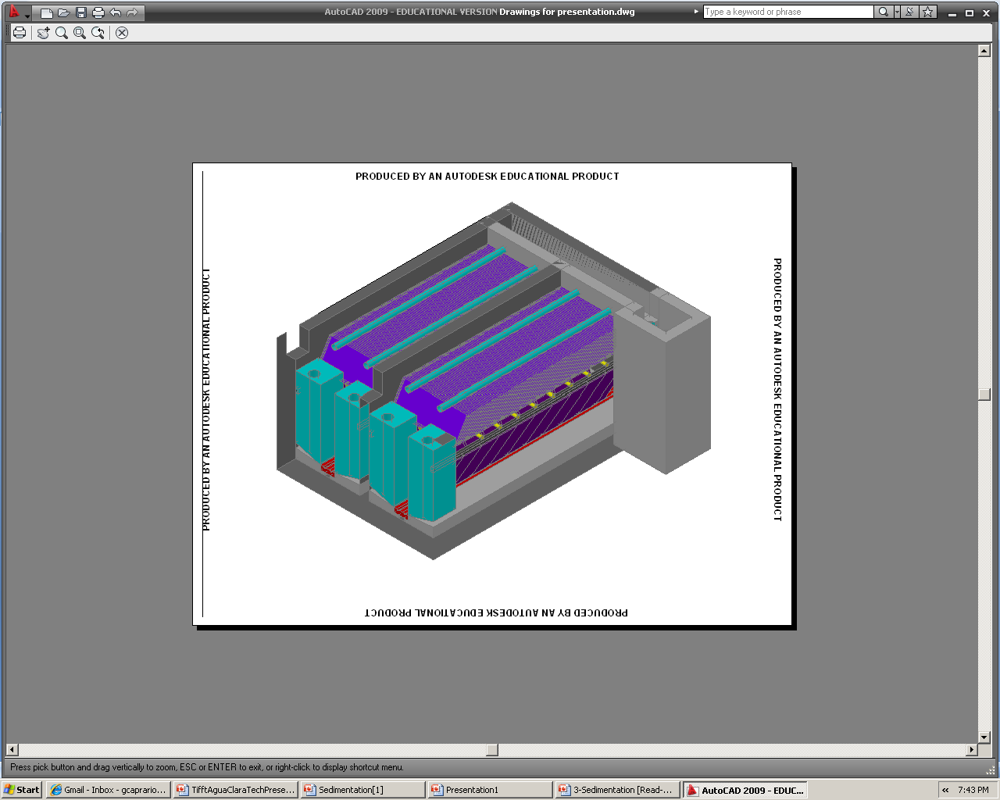 AutoCAD 2009 - EDUCATIONAL VERSION Drawings for presentation.dwg
Type a keyword or phrase
PRODUCED BY AN AUTODESK EDUCATIONAL PRODUCT
PRODUCED BY AN AUTODESK EDUCATIONAL PRODUCT
PRODUCED BY AN AUTODESK EDUCATIONAL PRODUCT
PRODUCED BY AN AUTODESK EDUCATIONAL PRODUCT
Press pick button and drag vertically to zoom, ESC or ENTER to exit, or right-click to display shortcut menu.
Start
Gmail - Inbox - gcaprario...
TifftAguaClaraTechPrese...
Sedimentation[1]
Presentation1
3-Sedimentation [Read-...
AutoCAD 2009 - EDUC...
7:43 PM